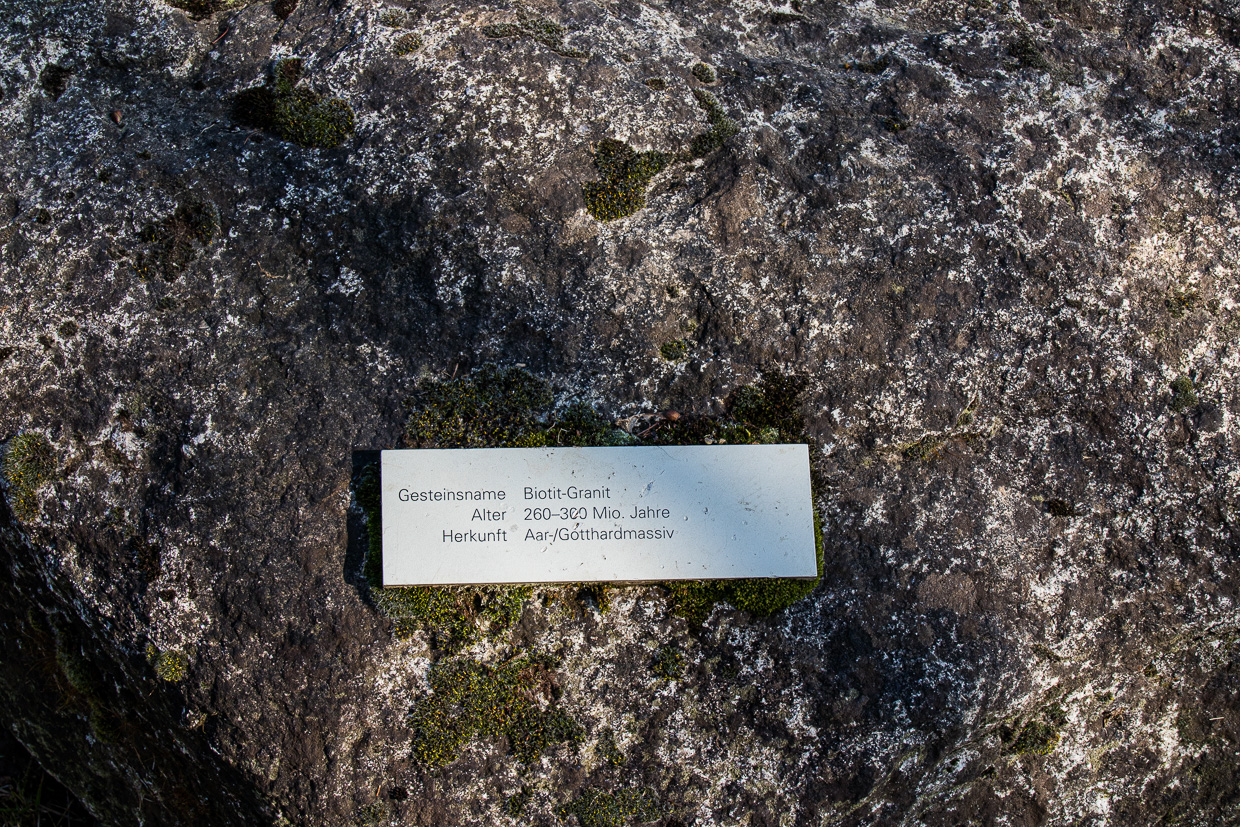 Gesteinsname Biotit-Granit
Alter 260–300 Mio. Jahre
Herkunft Aar-/Gotthardmassiv